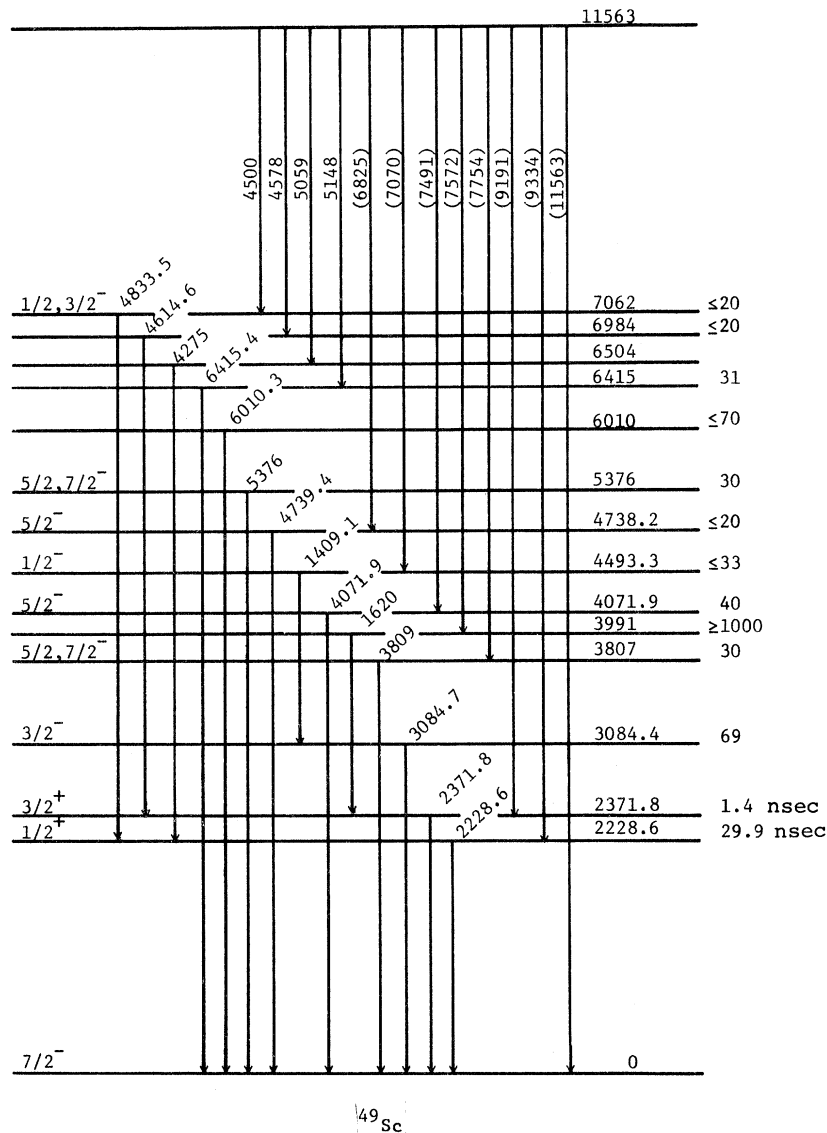 11563
4500
4578
5059
5148
(6825)
(7070)
(7491)
(7572)
(7754)
(9191)
(9334)
(11563)
1/2,3/2⁻ 4833.5 7062 ≤20
4614.6 6984 ≤20
4275 6504
6415.4 6415 31
6010.3 6010 ≤70
5/2,7/2⁻ 5376 5376 30
5/2⁻ 4739.4 4738.2 ≤20
1/2⁻ 1409.1 4493.3 ≤33
5/2⁻ 4071.9 4071.9 40
1620 3991 ≥1000
5/2,7/2⁻ 3809 3807 30
3/2⁻ 3084.7 3084.4 69
3/2⁺ 2371.8 2371.8 1.4 nsec
1/2⁺ 2228.6 2228.6 29.9 nsec
7/2⁻ 0
⁴⁹Sc